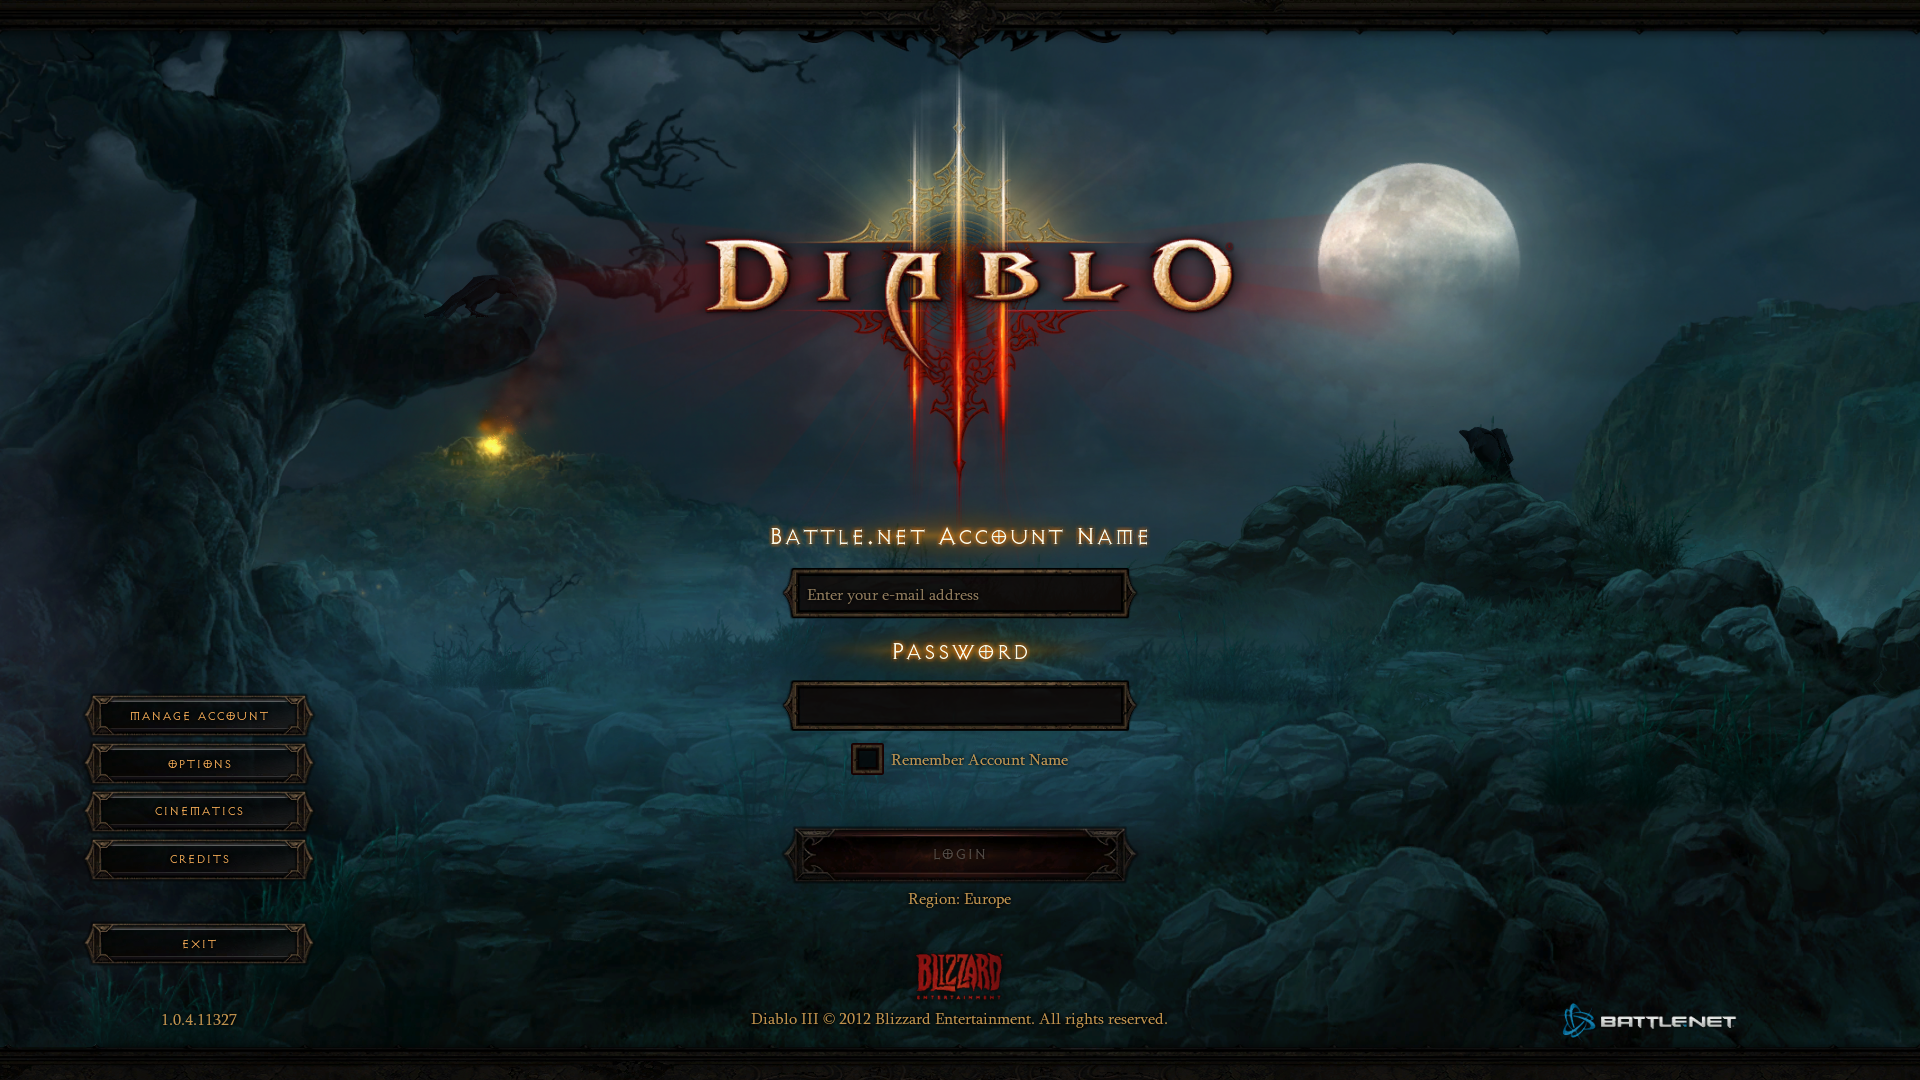 DIABLO
BATTLE.NET ACCOUNT NAME
Enter your e-mail address
PASSWORD
MANAGE ACCOUNT
OPTIONS
CINEMATICS
CREDITS
EXIT
Remember Account Name
LOGIN
Region: Europe
BLIZZARD
ENTERTAINMENT
1.0.4.11327
Diablo III © 2012 Blizzard Entertainment. All rights reserved.
BATTLE.NET